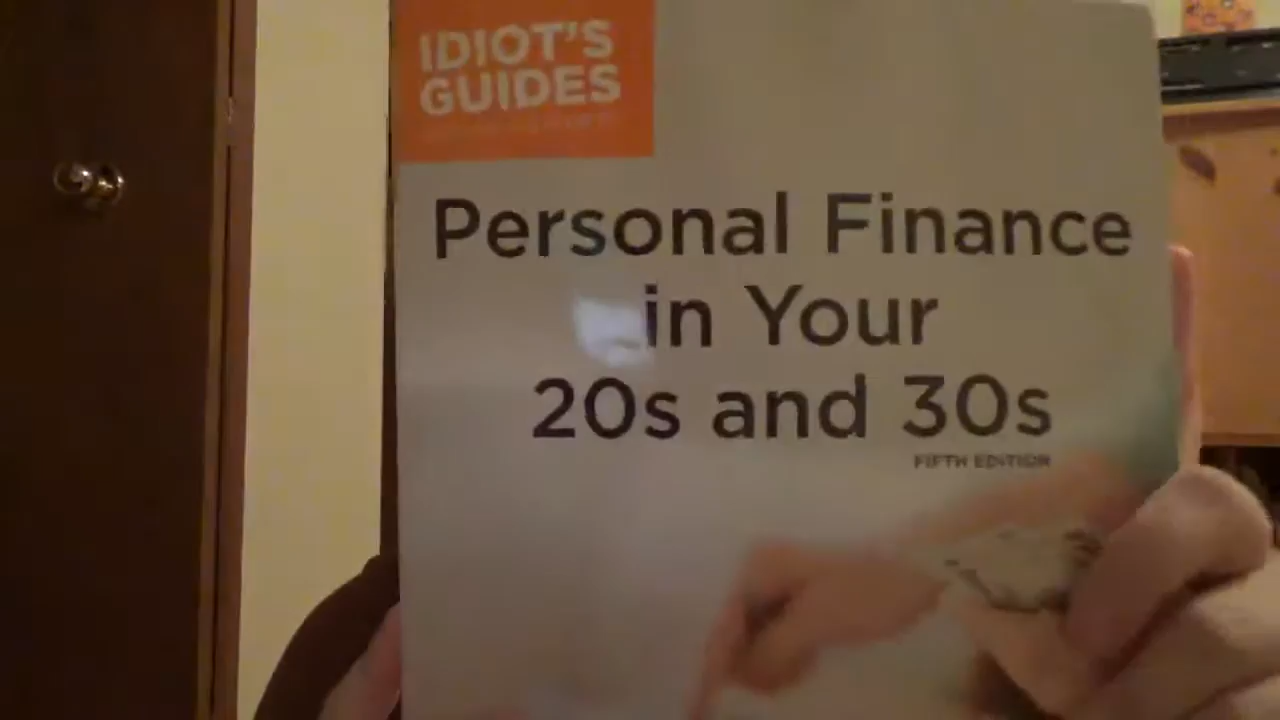 IDIOT'S
GUIDES
Personal Finance
in Your
20s and 30s
FIFTH EDITION